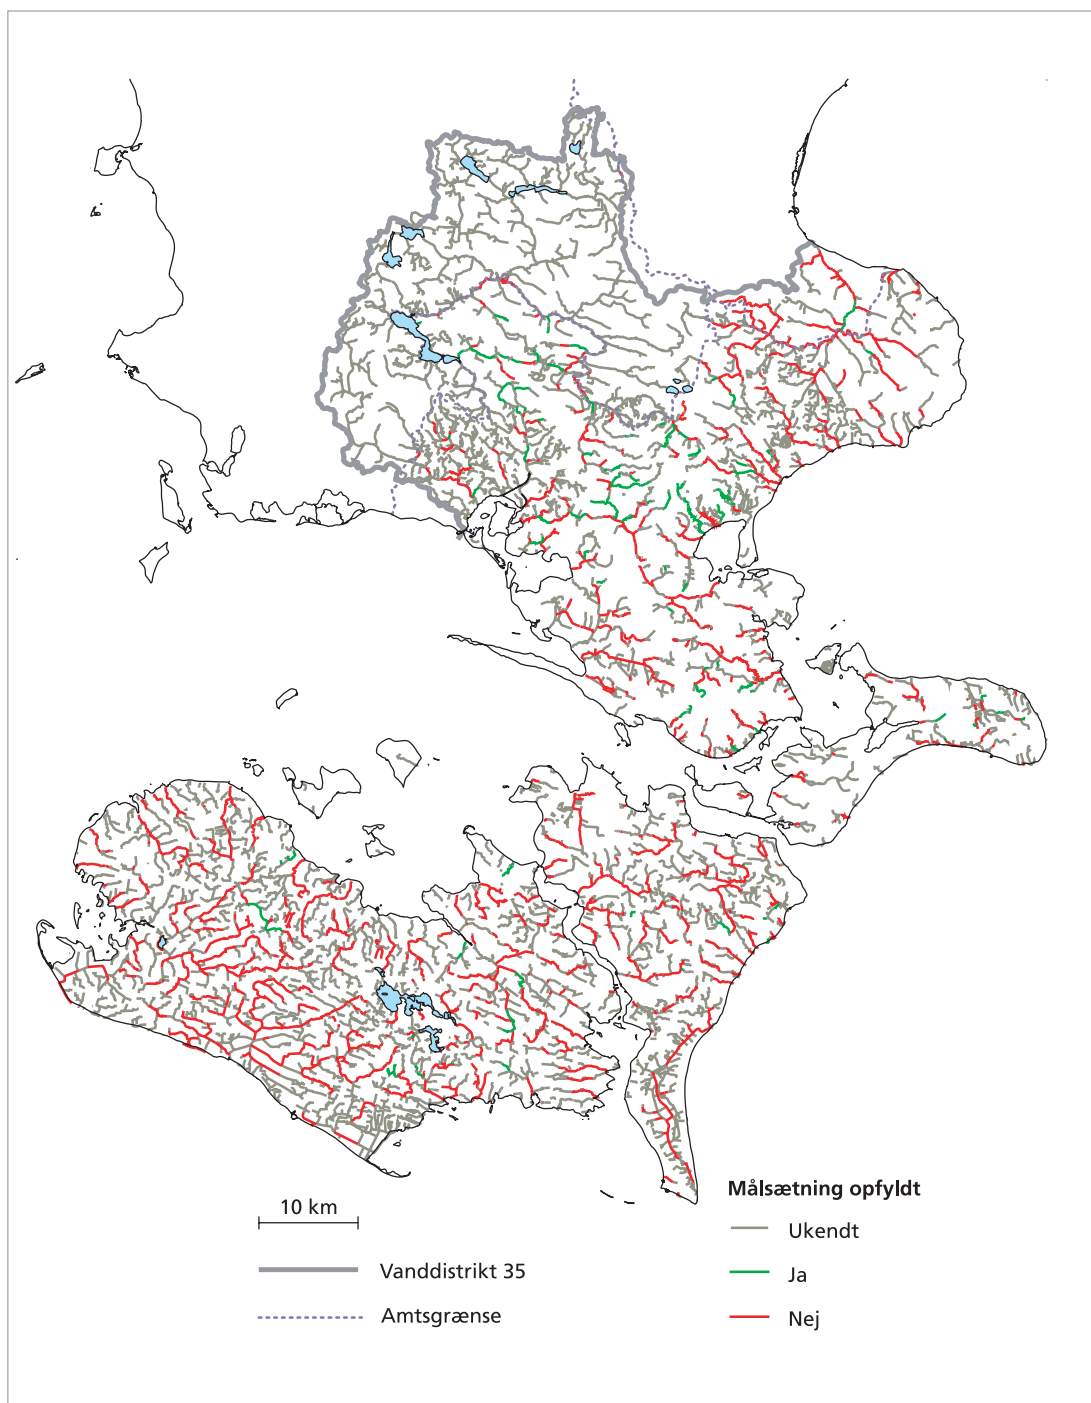 10 km
Vanddistrikt 35
Amtsgrænse
Målsætning opfyldt
Ukendt
Ja
Nej